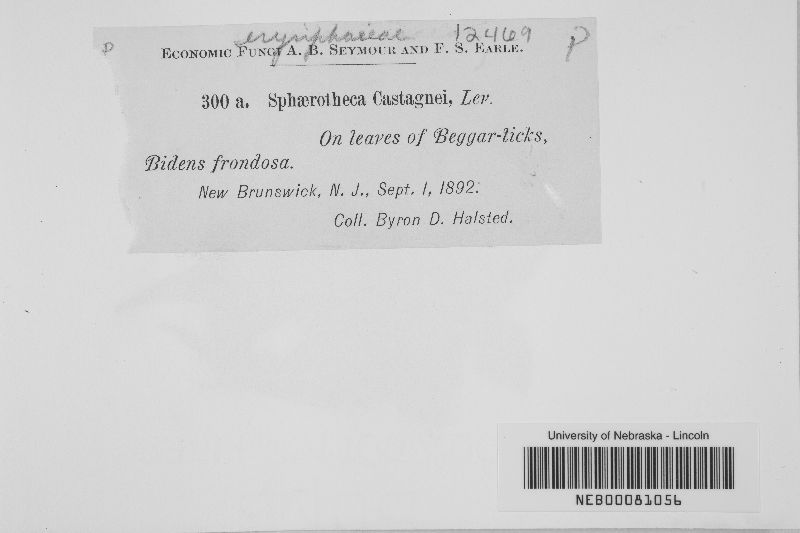 erysiphaceae 12469
P P
Economic Fungi A. B. Seymour and F. S. Earle.
300 a. Sphærotheca Castagnei, Lev.
On leaves of Beggar-ticks,
Bidens frondosa.
New Brunswick, N. J., Sept. 1, 1892.
Coll. Byron D. Halsted.
University of Nebraska - Lincoln
NEB00081056